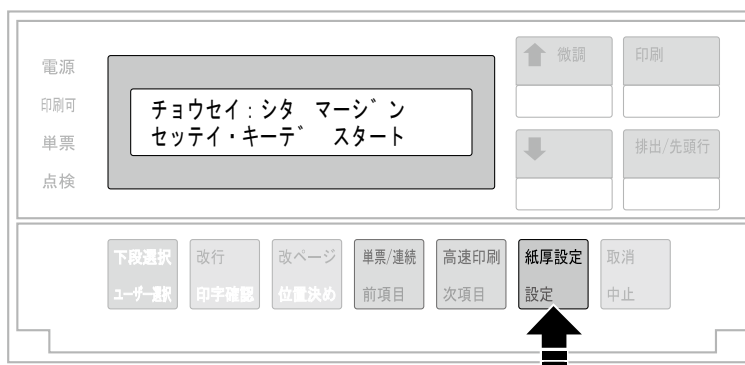 電源
印刷可
単票
点検
チョウセイ:シタ マージン
セッテイ・キーデ スタート
微調
印刷
排出/先頭行
下段選択
ユーザー選択
改行
印字確認
改ページ
位置決め
単票/連続
前項目
高速印刷
次項目
紙厚設定
設定
取消
中止